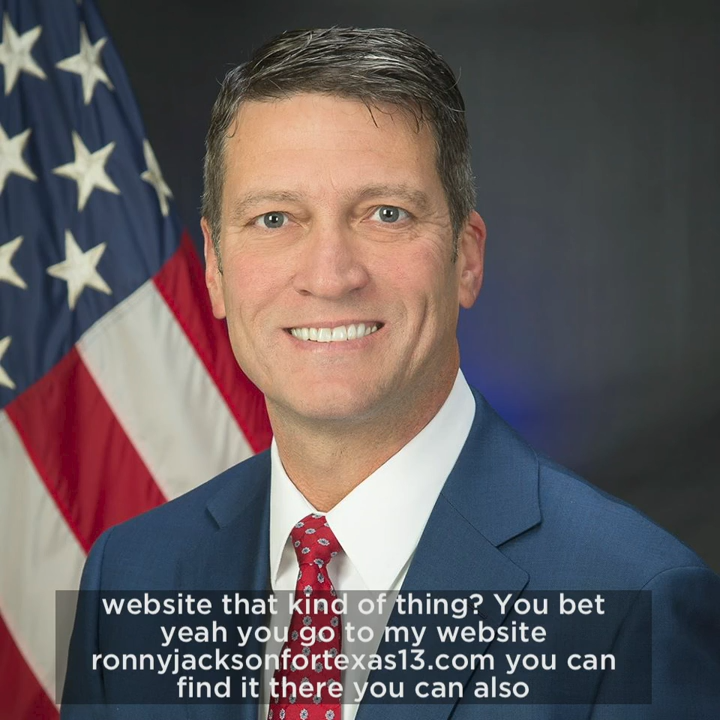 website that kind of thing? You bet
yeah you go to my website
ronnyjacksonfortexas13.com you can
find it there you can also